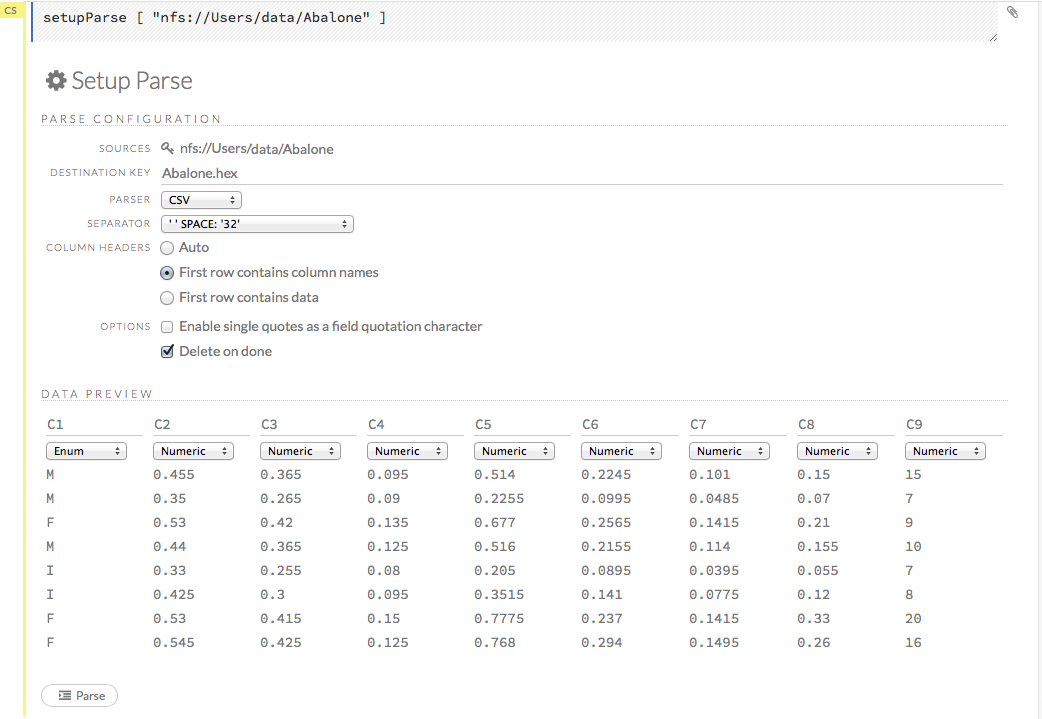 CS
setupParse [ "nfs://Users/data/Abalone" ]
Setup Parse
PARSE CONFIGURATION
SOURCES nfs://Users/data/Abalone
DESTINATION KEY Abalone.hex
PARSER CSV
SEPARATOR ' ' SPACE: '32'
COLUMN HEADERS Auto
First row contains column names
First row contains data
OPTIONS Enable single quotes as a field quotation character
Delete on done
DATA PREVIEW
C1 C2 C3 C4 C5 C6 C7 C8 C9
Enum Numeric Numeric Numeric Numeric Numeric Numeric Numeric Numeric
M 0.455 0.365 0.095 0.514 0.2245 0.101 0.15 15
M 0.35 0.265 0.09 0.2255 0.0995 0.0485 0.07 7
F 0.53 0.42 0.135 0.677 0.2565 0.1415 0.21 9
M 0.44 0.365 0.125 0.516 0.2155 0.114 0.155 10
I 0.33 0.255 0.08 0.205 0.0895 0.0395 0.055 7
I 0.425 0.3 0.095 0.3515 0.141 0.0775 0.12 8
F 0.53 0.415 0.15 0.7775 0.237 0.1415 0.33 20
F 0.545 0.425 0.125 0.768 0.294 0.1495 0.26 16
Parse